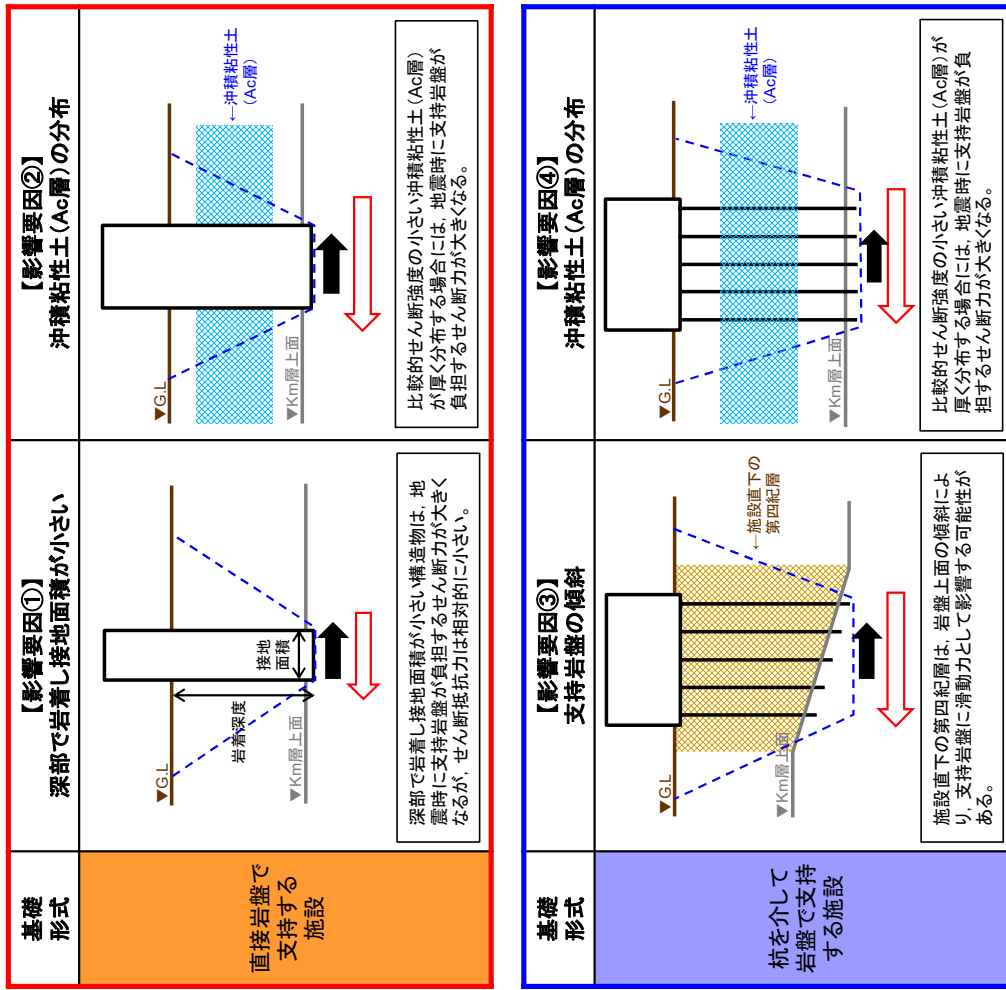 基礎
形式
【影響要因①】
深部で岩着し接地面積が小さい
【影響要因②】
沖積粘性土(Ac層)の分布
直接岩盤で
支持する
施設
▼G.L
▼Km層上面
岩着深度
接地
面積
深部で岩着し接地面積が小さい構造物は、地
震時に支持岩盤が負担するせん断力が大きく
なるが、せん断抵抗力は相対的に小さい。
▼G.L
▼Km層上面
←沖積粘性土
(Ac層)
比較的せん断強度の小さい沖積粘性土(Ac層)
が厚く分布する場合には、地震時に支持岩盤が
負担するせん断力が大きくなる。
基礎
形式
【影響要因③】
支持岩盤の傾斜
【影響要因④】
沖積粘性土(Ac層)の分布
杭を介して
岩盤で支持
する施設
▼G.L
▼Km層上面
←施設直下の
第四紀層
施設直下の第四紀層は、岩盤上面の傾斜によ
り、支持岩盤に滑動力として影響する可能性が
ある。
▼G.L
▼Km層上面
←沖積粘性土
(Ac層)
比較的せん断強度の小さい沖積粘性土(Ac層)が
厚く分布する場合には、地震時に支持岩盤が負
担するせん断力が大きくなる。